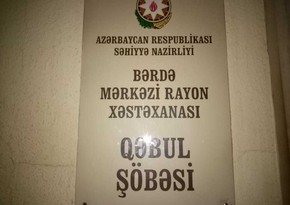 AZƏRBAYCAN RESPUBLİKASI
SƏHİYYƏ NAZİRLİYİ
BƏRDƏ
MƏRKƏZİ RAYON
XƏSTƏXANASI
QƏBUL
ŞÖBƏSİ